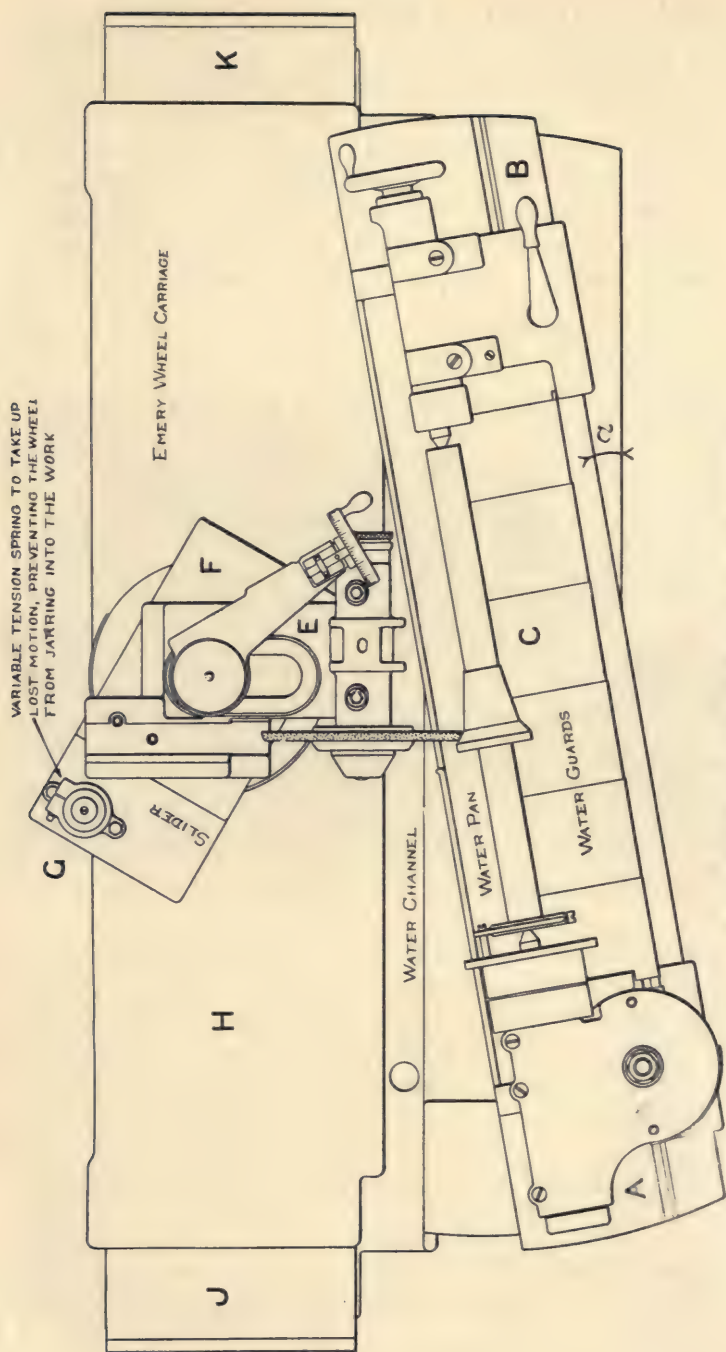 VARIABLE TENSION SPRING TO TAKE UP
LOST MOTION, PREVENTING THE WHEEL
FROM JARRING INTO THE WORK
G
SLIDER
F
E
EMERY WHEEL CARRIAGE
K
H
J
WATER CHANNEL
WATER PAN
WATER GUARDS
C
B
A
α